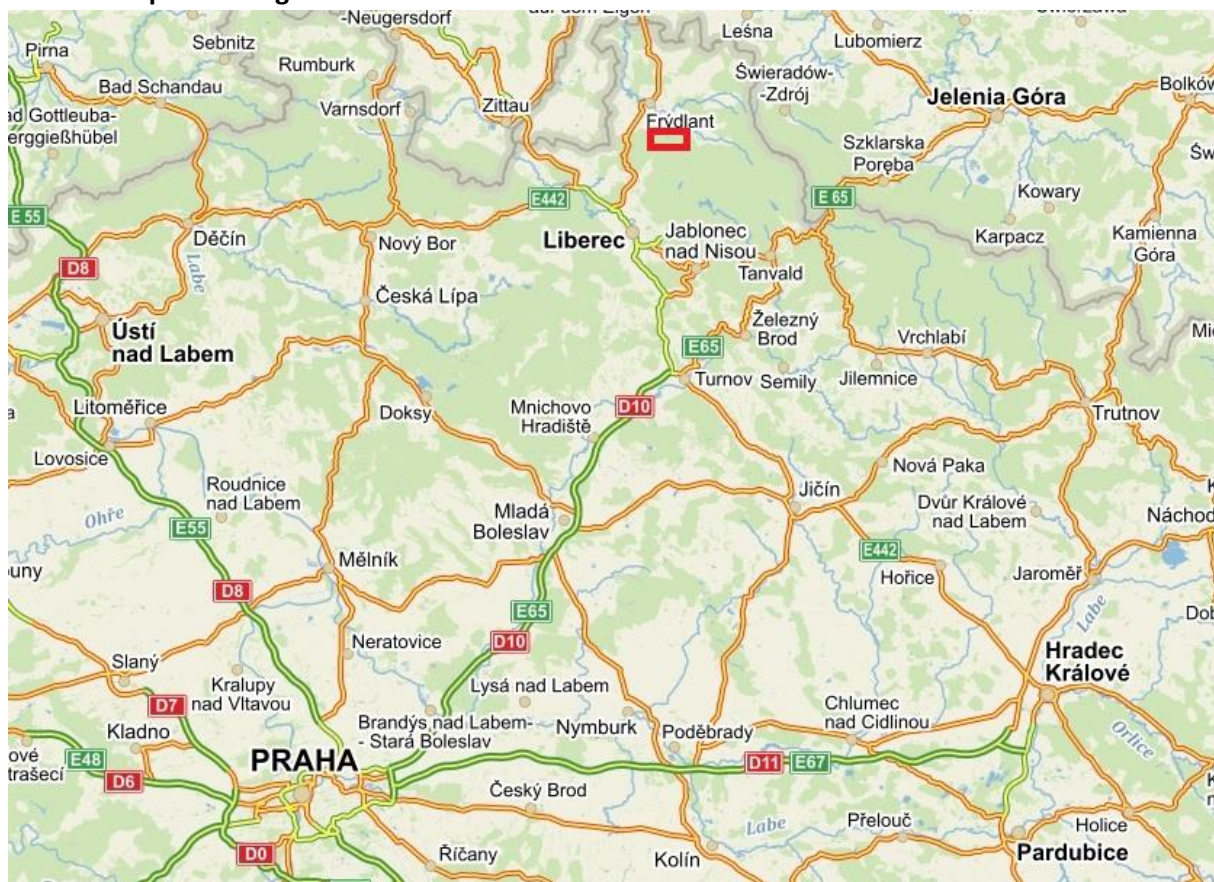 -Neugersdorf
Sebnitz
Leśna
Lubomierz
Pirna
Rumburk
Świeradów-
-Zdrój
Bad Schandau
Varnsdorf
Zittau
Jelenia Góra
Frýdlant
ad Gottleuba-
erggießhübel
Szklarska
Poręba
Kowary
E 55
E442
E 65
Děčín
Nový Bor
Liberec
Jablonec
nad Nisou
Karpacz
Kamienna
Góra
D8
Labe
Tanvald
Česká Lípa
Ústí
nad Labem
Železný
Brod
Vrchlabí
E65
Turnov
Semily
Jilemnice
Litoměřice
Doksy
Mnichovo
Hradiště
D10
Trutnov
Lovosice
Roudnice
nad Labem
Nová Paka
Jičín
Dvůr Králové
nad Labem
Ohře
E55
Mladá
Boleslav
Náchod
E442
Mělník
Hořice
Jaroměř
D8
E65
Labe
Neratovice
D10
Slaný
Hradec
Králové
Kralupy
nad Vltavou
Lysá nad Labem
D7
Chlumec
nad Cidlinou
Kladno
Brandýs nad Labem-
- Stará Boleslav
Nymburk
Poděbrady
Orlice
PRAHA
E48
D6
D11
E67
Český Brod
Labe
Přelouč
Holice
D0
Říčany
Kolín
Pardubice